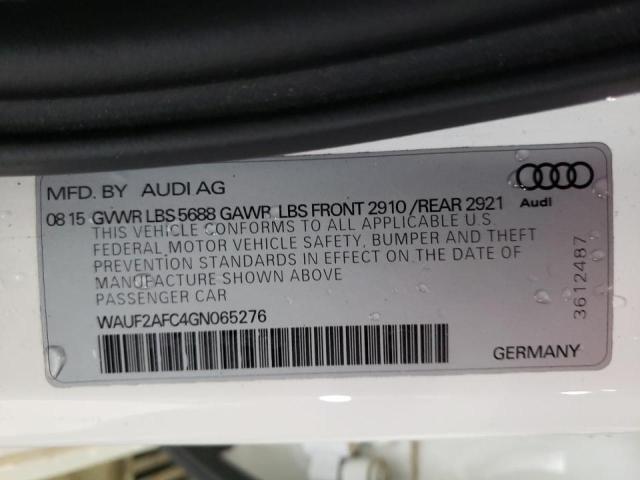 MFD. BY AUDI AG
08 15 GVWR LBS 5688 GAWR LBS FRONT 2910 /REAR 2921
THIS VEHICLE CONFORMS TO ALL APPLICABLE U.S.
FEDERAL MOTOR VEHICLE SAFETY, BUMPER AND THEFT
PREVENTION STANDARDS IN EFFECT ON THE DATE OF
MANUFACTURE SHOWN ABOVE
PASSENGER CAR
WAUF2AFC4GN065276
Audi
3612487
GERMANY